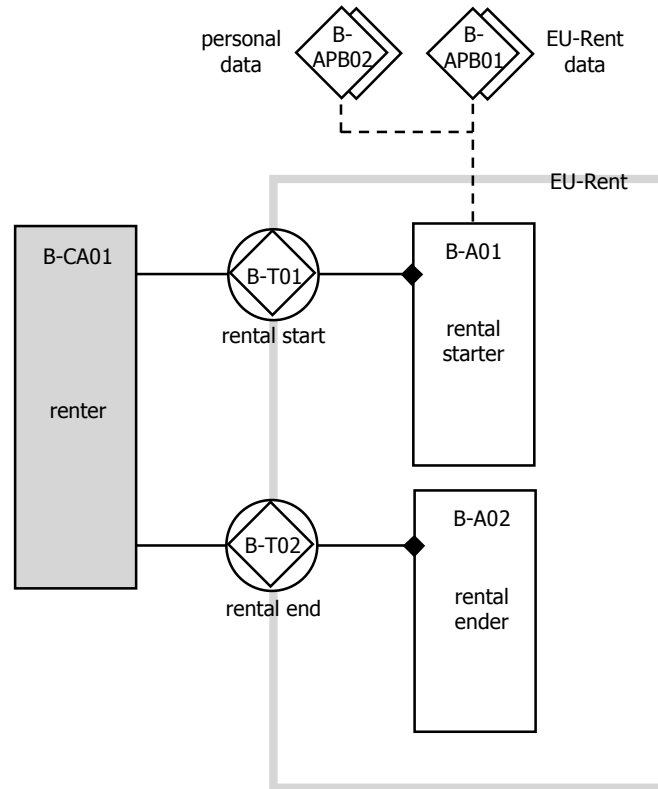 personal
data
B-
APB02
B-
APB01
EU-Rent
data
EU-Rent
B-CA01
renter
B-T01
rental start
B-A01
rental
starter
B-T02
rental end
B-A02
rental
ender